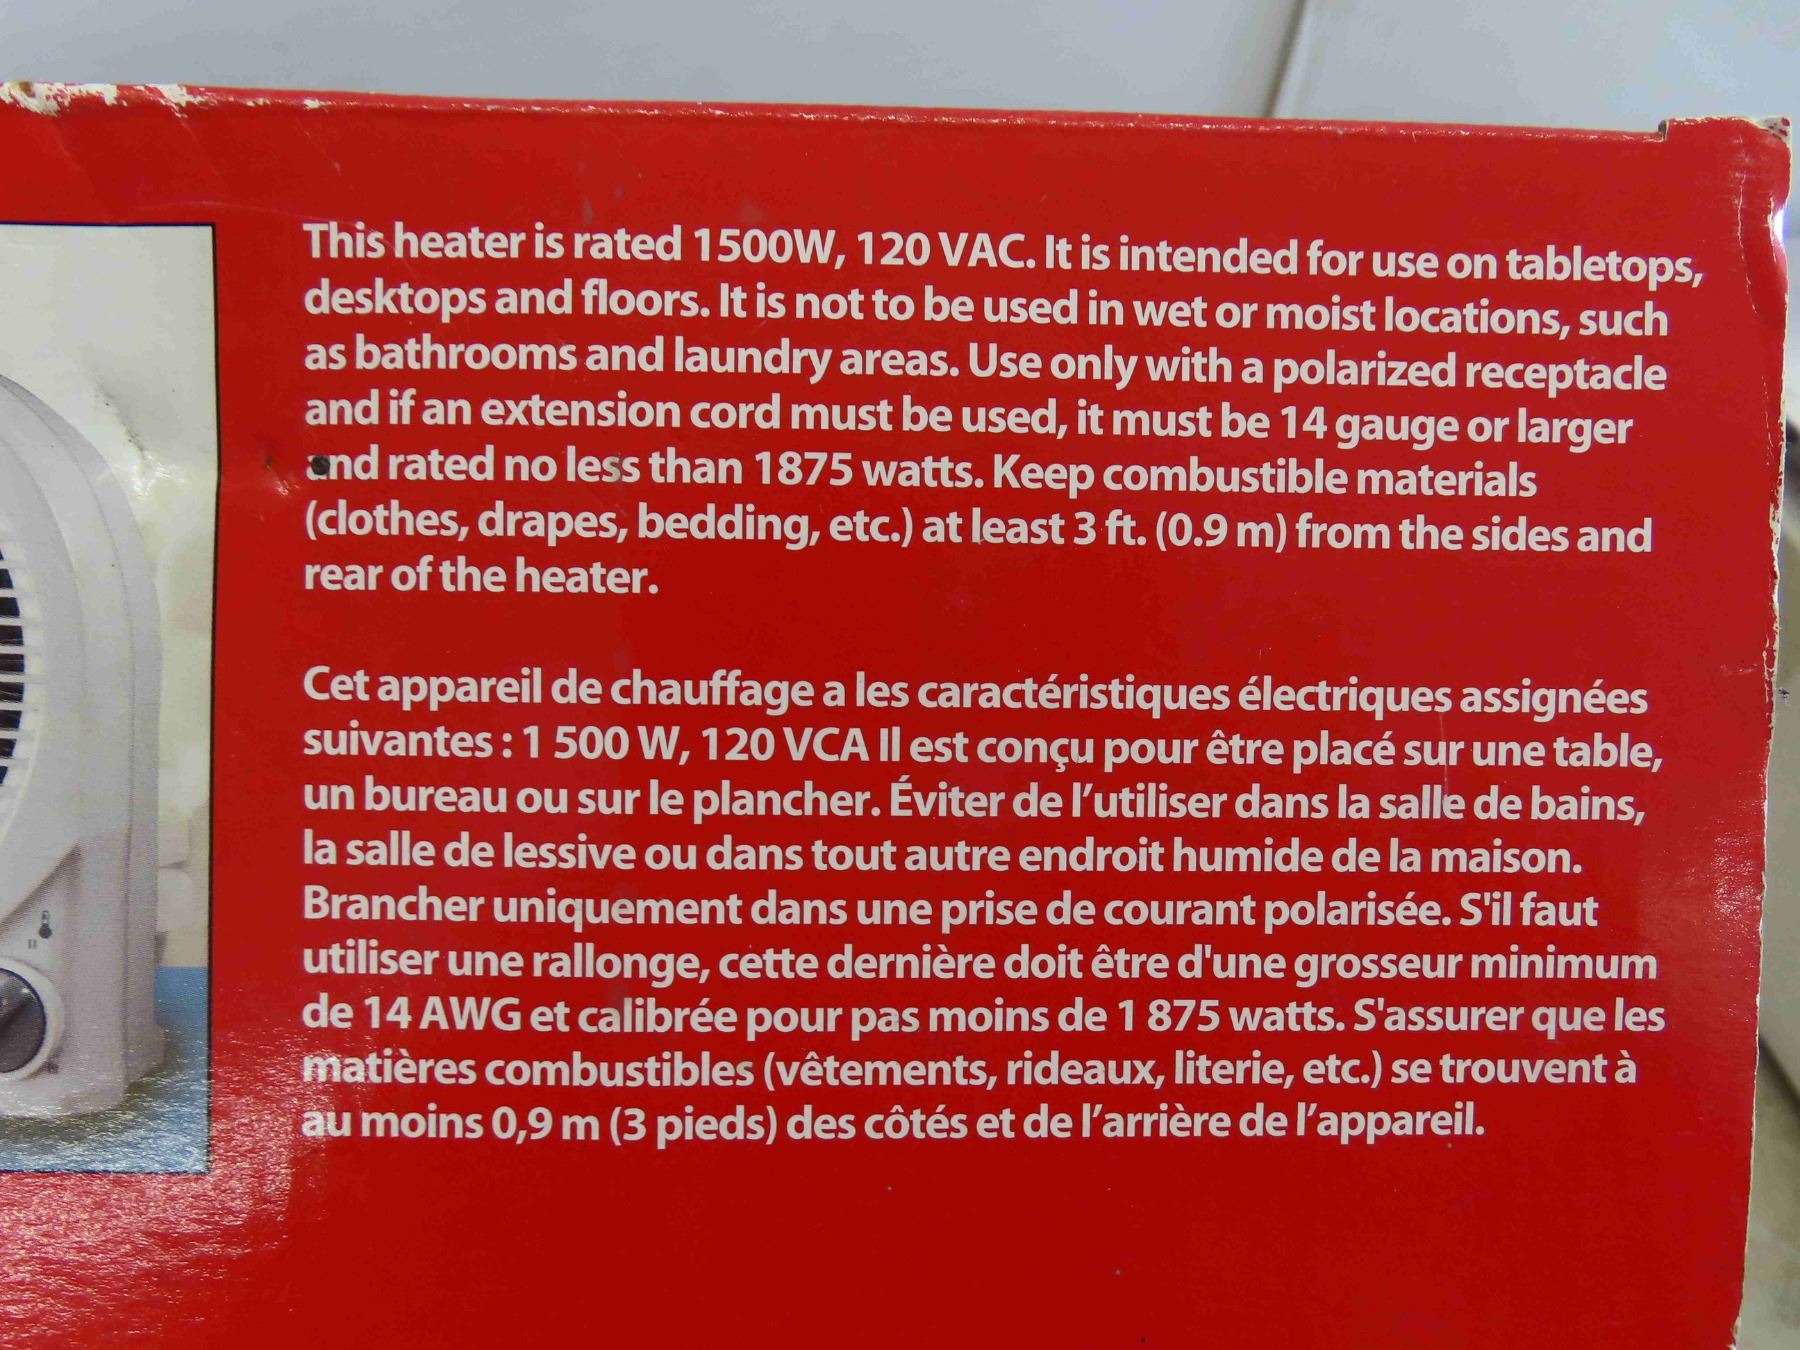 This heater is rated 1500W, 120 VAC. It is intended for use on tabletops,
desktops and floors. It is not to be used in wet or moist locations, such
as bathrooms and laundry areas. Use only with a polarized receptacle
and if an extension cord must be used, it must be 14 gauge or larger
and rated no less than 1875 watts. Keep combustible materials
(clothes, drapes, bedding, etc.) at least 3 ft. (0.9 m) from the sides and
rear of the heater.
Cet appareil de chauffage a les caractéristiques électriques assignées
suivantes : 1 500 W, 120 VCA Il est conçu pour être placé sur une table,
un bureau ou sur le plancher. Éviter de l’utiliser dans la salle de bains,
la salle de lessive ou dans tout autre endroit humide de la maison.
Brancher uniquement dans une prise de courant polarisée. S'il faut
utiliser une rallonge, cette dernière doit être d'une grosseur minimum
de 14 AWG et calibrée pour pas moins de 1 875 watts. S'assurer que les
matières combustibles (vêtements, rideaux, literie, etc.) se trouvent à
au moins 0,9 m (3 pieds) des côtés et de l’arrière de l’appareil.